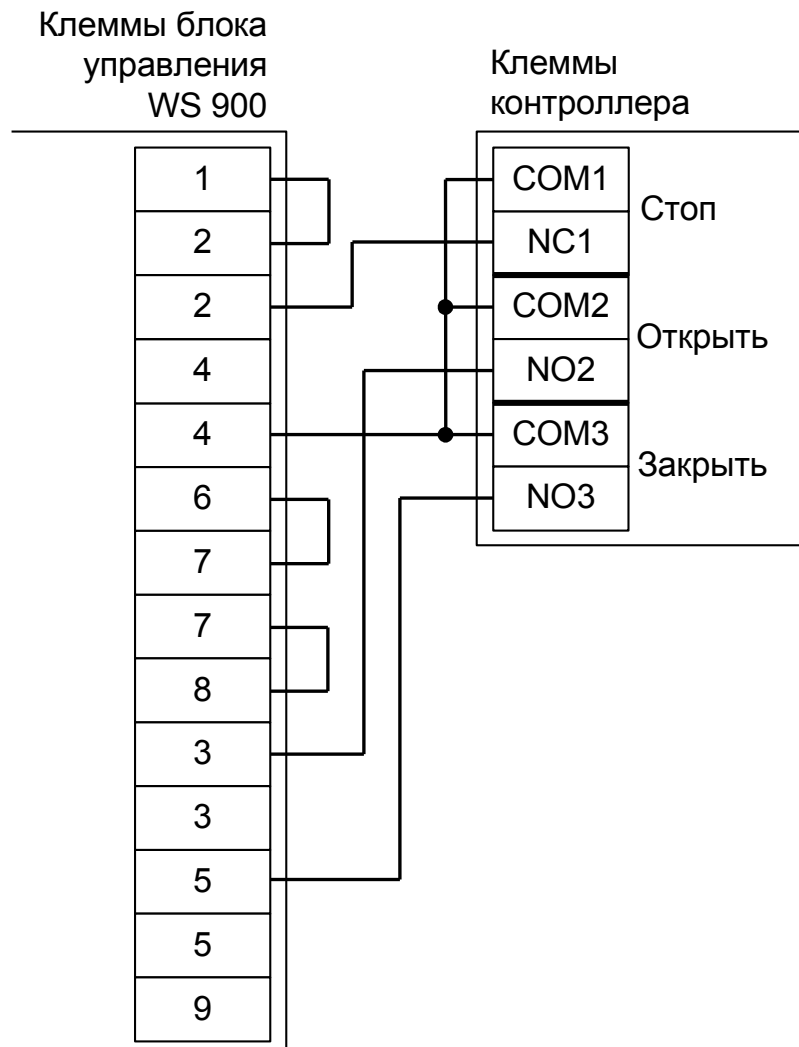 Клеммы блока
управления
WS 900
Клеммы
контроллера
1
2
2
4
4
6
7
7
8
3
3
5
5
9
COM1
NC1
Стоп
COM2
NO2
Открыть
COM3
NO3
Закрыть